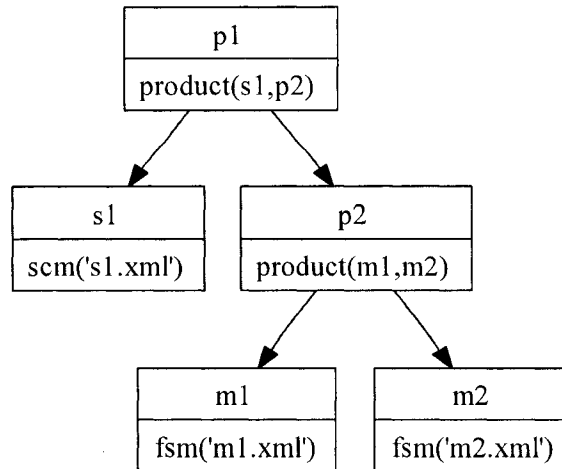 p1
product(s1,p2)
s1
scm('s1.xml')
p2
product(m1,m2)
m1
fsm('m1.xml')
m2
fsm('m2.xml')